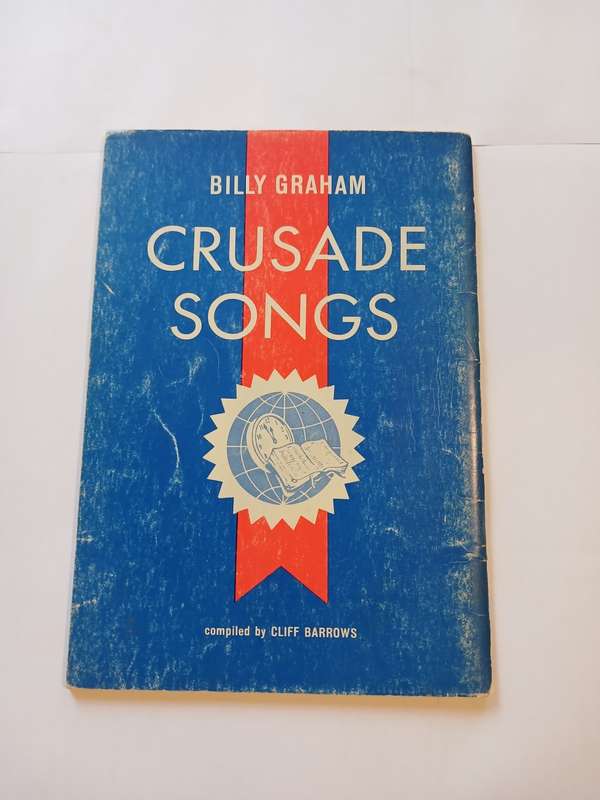 BILLY GRAHAM
CRUSADE
SONGS
compiled by CLIFF BARROWS